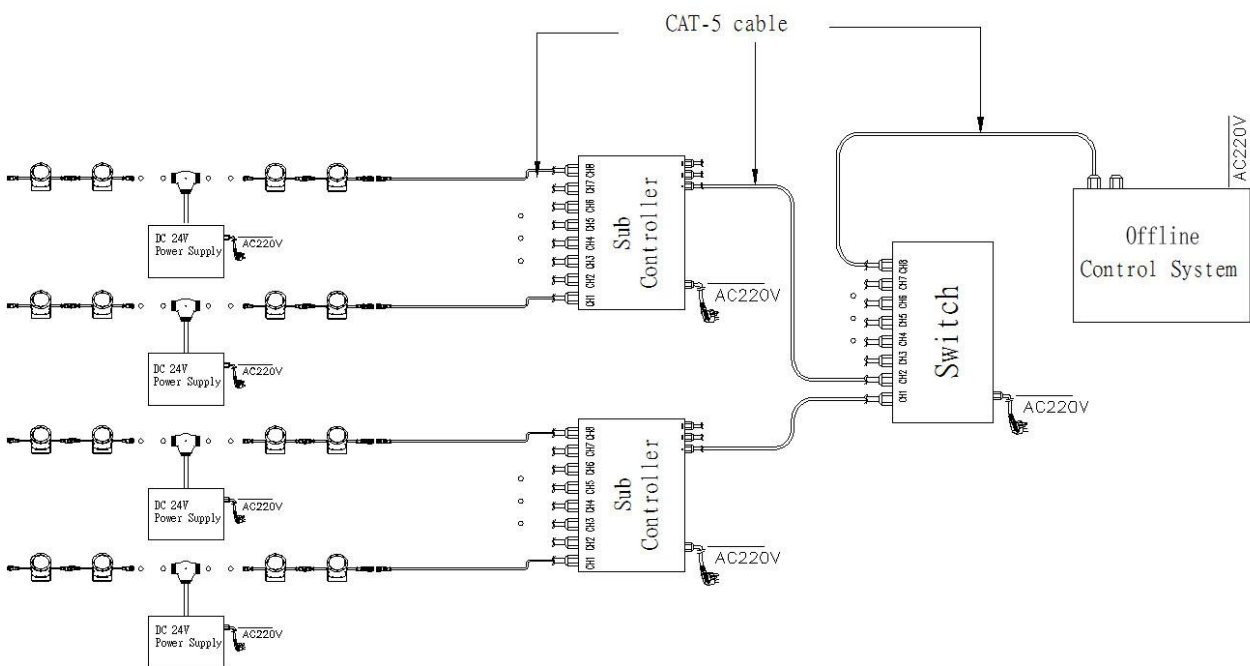 CAT-5 cable
AC220V
Offline
Control System
CH8
CH7
CH6
CH5
CH4
CH3
CH2
CH1
Sub
Controller
AC220V
CH8
CH7
CH6
CH5
CH4
CH3
CH2
CH1
Switch
AC220V
DC 24V
Power Supply
AC220V
DC 24V
Power Supply
AC220V
CH8
CH7
CH6
CH5
CH4
CH3
CH2
CH1
Sub
Controller
AC220V
DC 24V
Power Supply
AC220V
DC 24V
Power Supply
AC220V